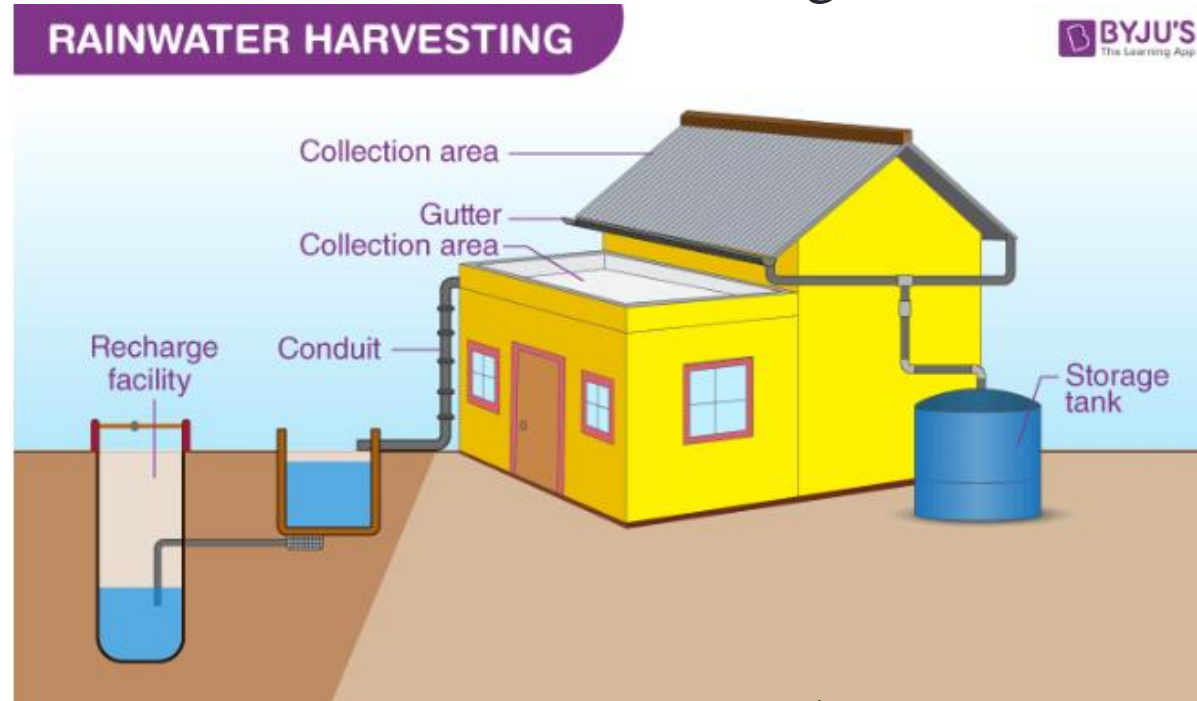 RAINWATER HARVESTING
BYJU'S
The Learning App
Collection area
Gutter
Collection area
Recharge
facility
Conduit
Storage
tank